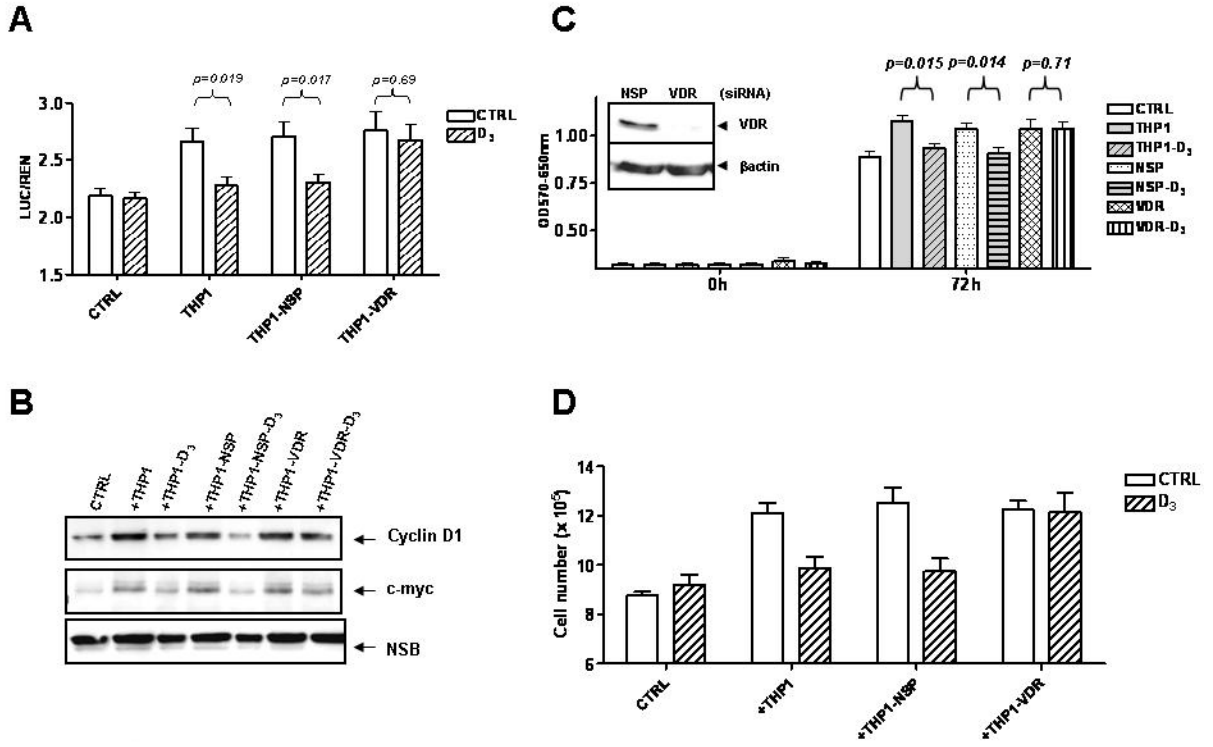 A
p=0.019
p=0.017
p=0.69
3.0
2.5
2.0
1.5
LUC/REN
CTRL
D3
CTRL
THP1
THP1-NSP
THP1-VDR
C
p=0.015
p=0.014
p=0.71
NSP
VDR
(siRNA)
VDR
βactin
1.00
0.75
0.50
OD570-650nm
0h
72h
CTRL
THP1
THP1-D3
NSP
NSP-D3
VDR
VDR-D3
B
CTRL
+THP1
+THP1-D3
+THP1-NSP
+THP1-NSP-D3
+THP1-VDR
+THP1-VDR-D3
Cyclin D1
c-myc
NSB
D
14
12
10
8
6
Cell number (x 10⁵)
CTRL
D3
CTRL
+THP1
+THP1-NSP
+THP1-VDR